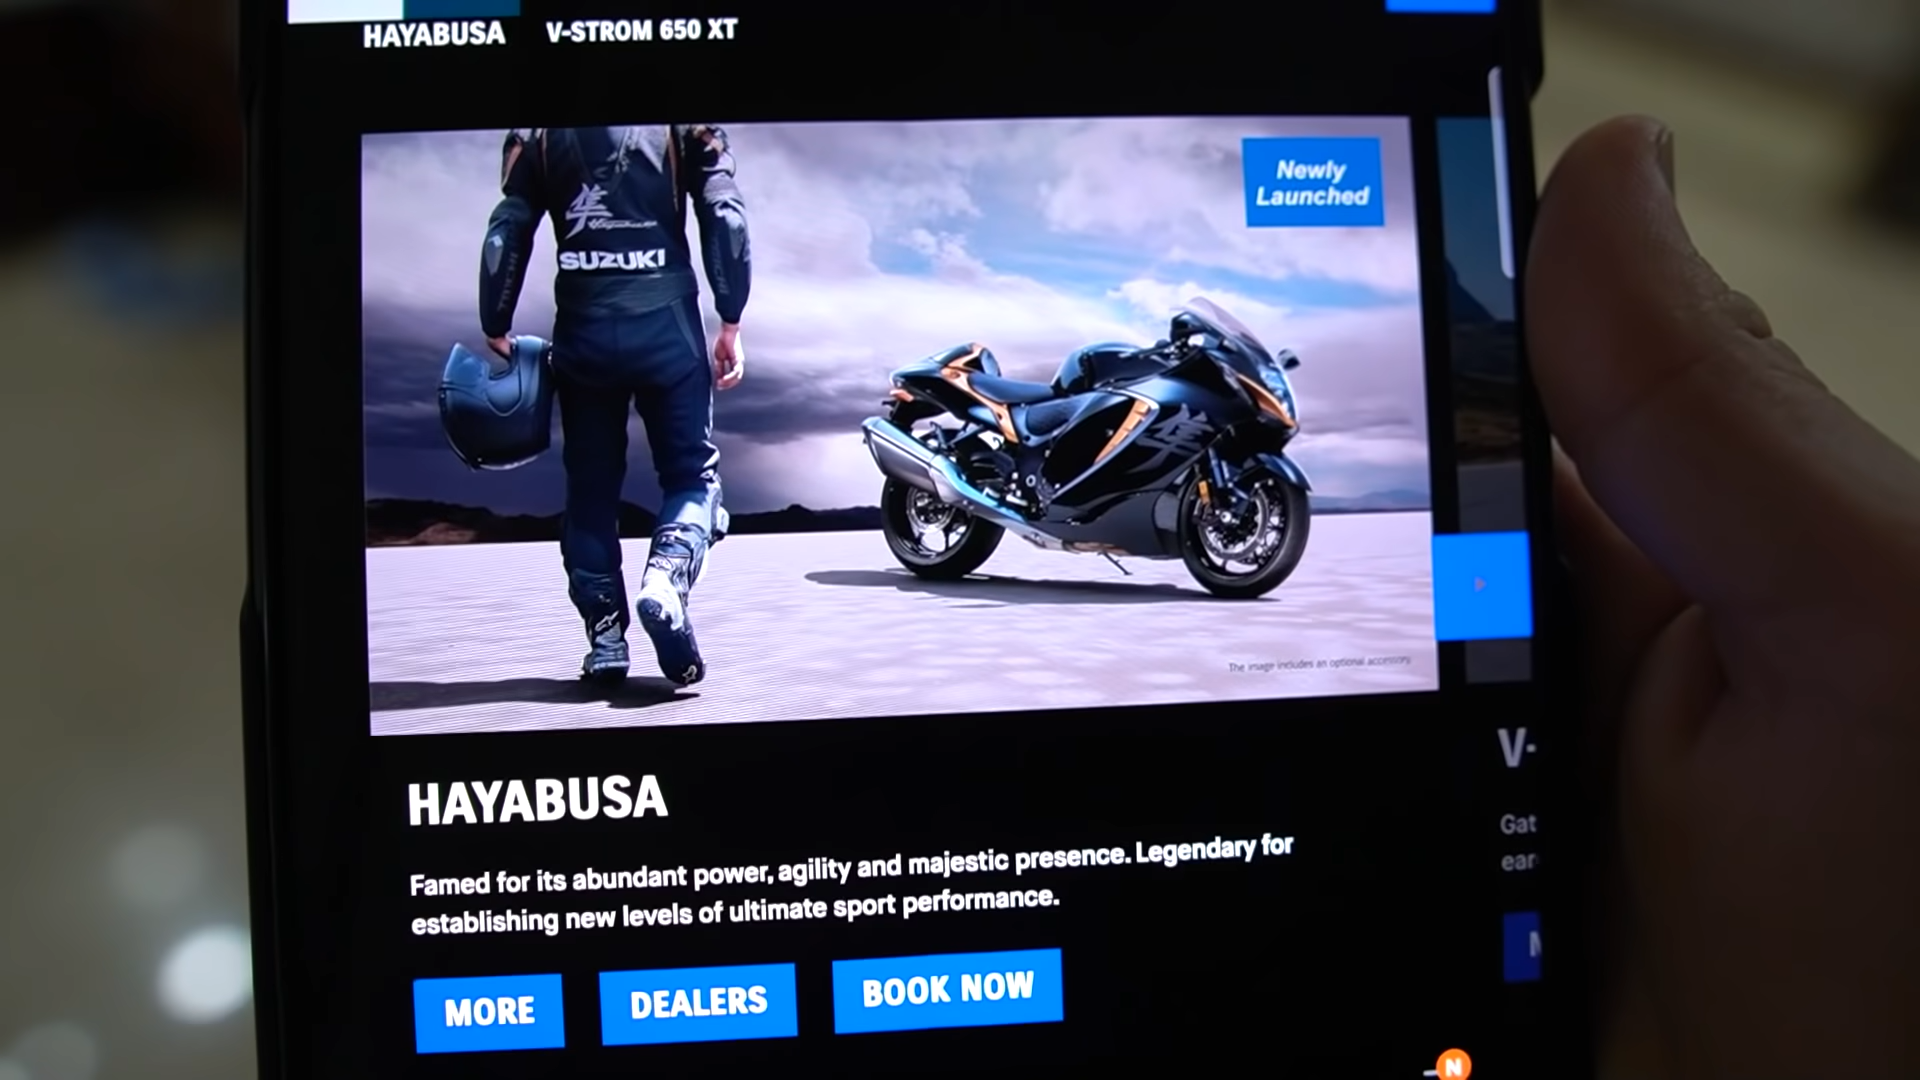 HAYABUSA V-STROM 650 XT
Newly
Launched
隼
SUZUKI
隼
The image includes an optional accessory
HAYABUSA
Famed for its abundant power, agility and majestic presence. Legendary for
establishing new levels of ultimate sport performance.
MORE DEALERS BOOK NOW
V-
Gat
ear
N